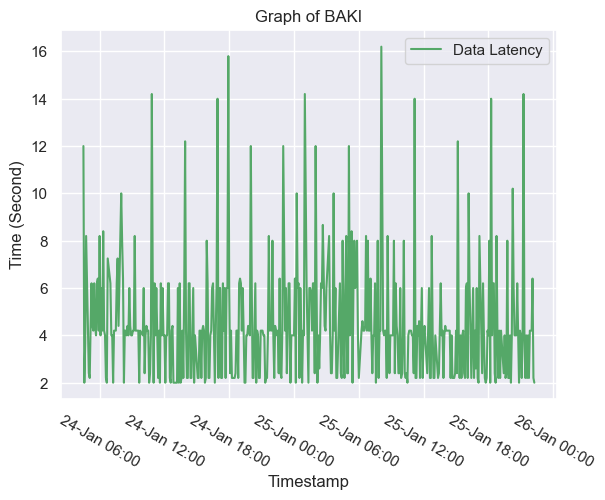 Graph of BAKI
Data Latency
Time (Second)
16
14
12
10
8
6
4
2
24-Jan 06:00
24-Jan 12:00
24-Jan 18:00
25-Jan 00:00
25-Jan 06:00
25-Jan 12:00
25-Jan 18:00
26-Jan 00:00
Timestamp